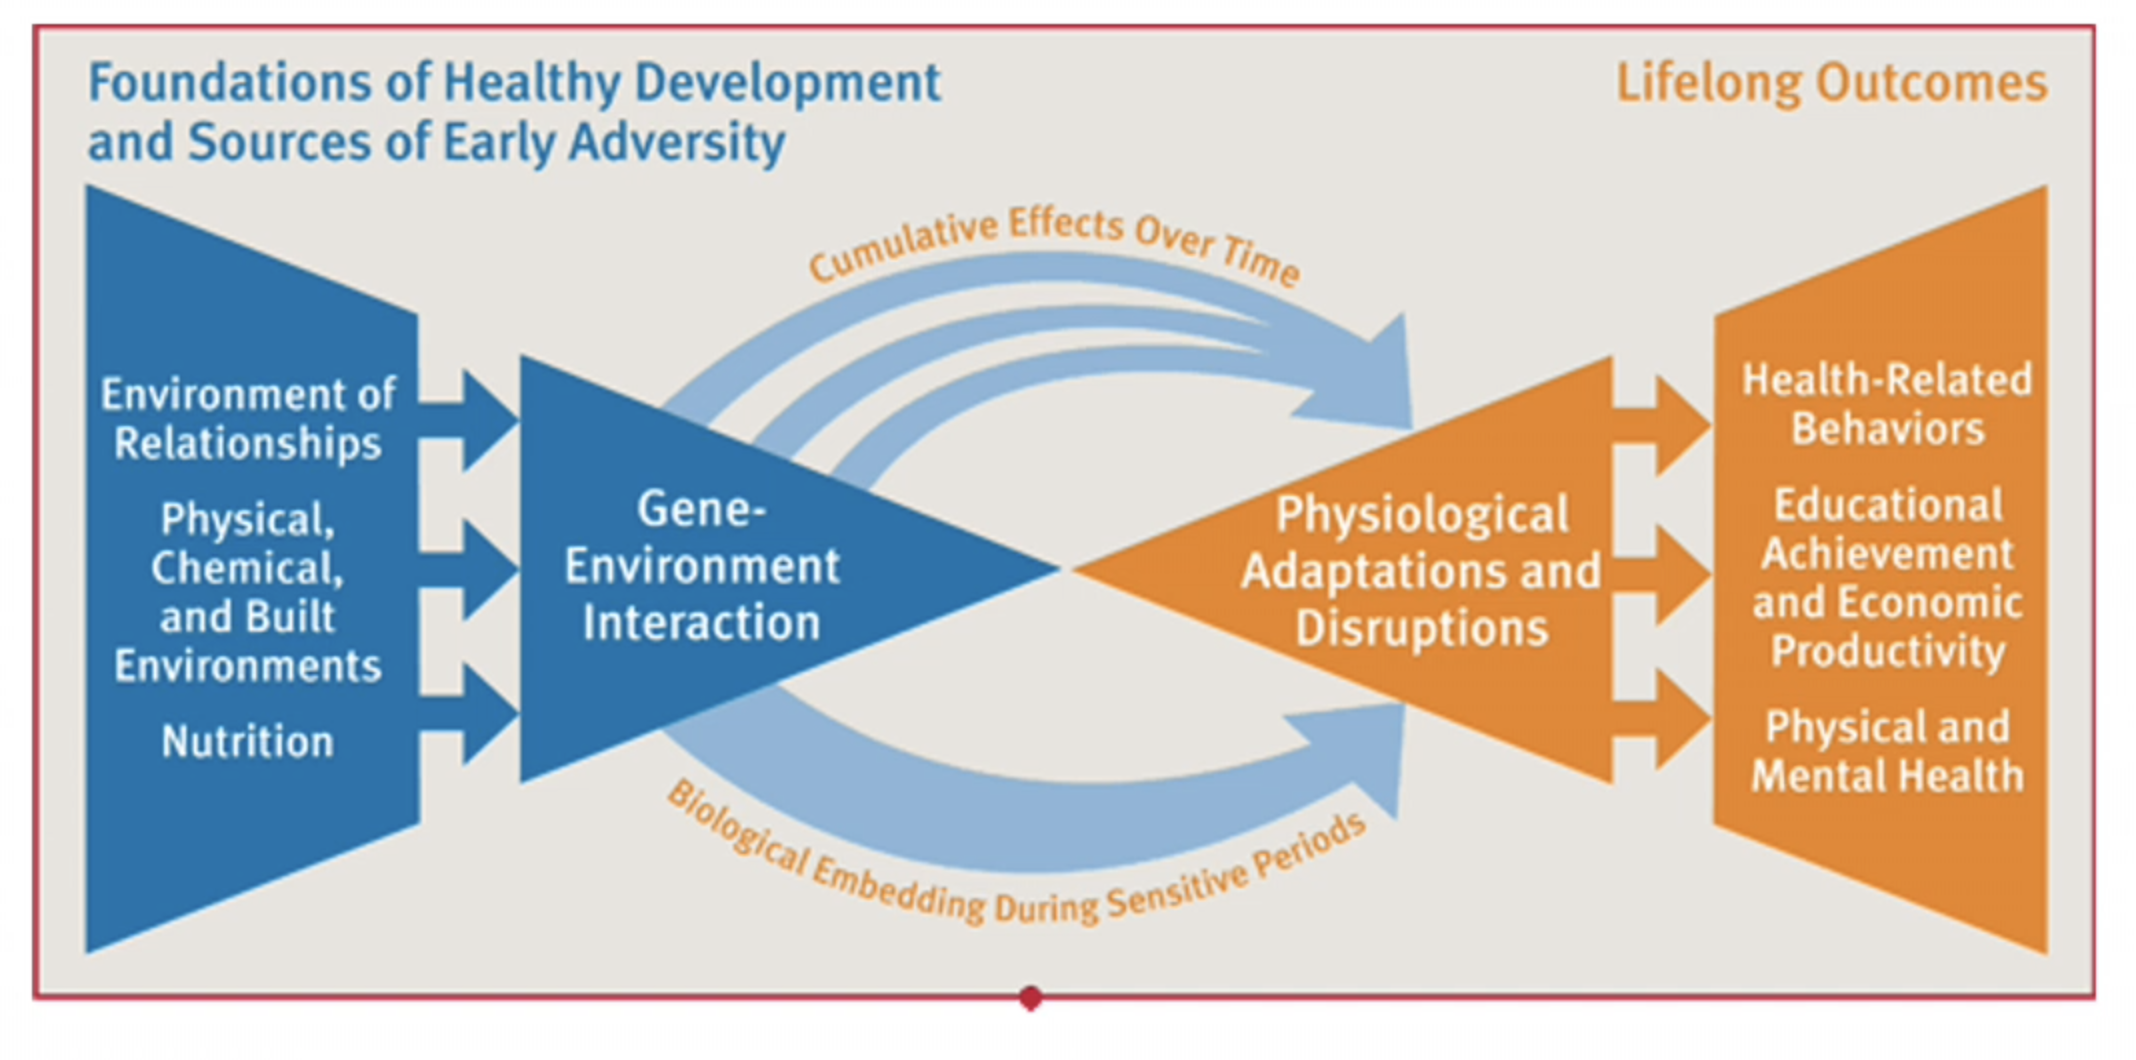 Foundations of Healthy Development
and Sources of Early Adversity
Lifelong Outcomes
Environment of
Relationships
Physical,
Chemical,
and Built
Environments
Nutrition
Gene-
Environment
Interaction
Cumulative Effects Over Time
Biological Embedding During Sensitive Periods
Physiological
Adaptations and
Disruptions
Health-Related
Behaviors
Educational
Achievement
and Economic
Productivity
Physical and
Mental Health